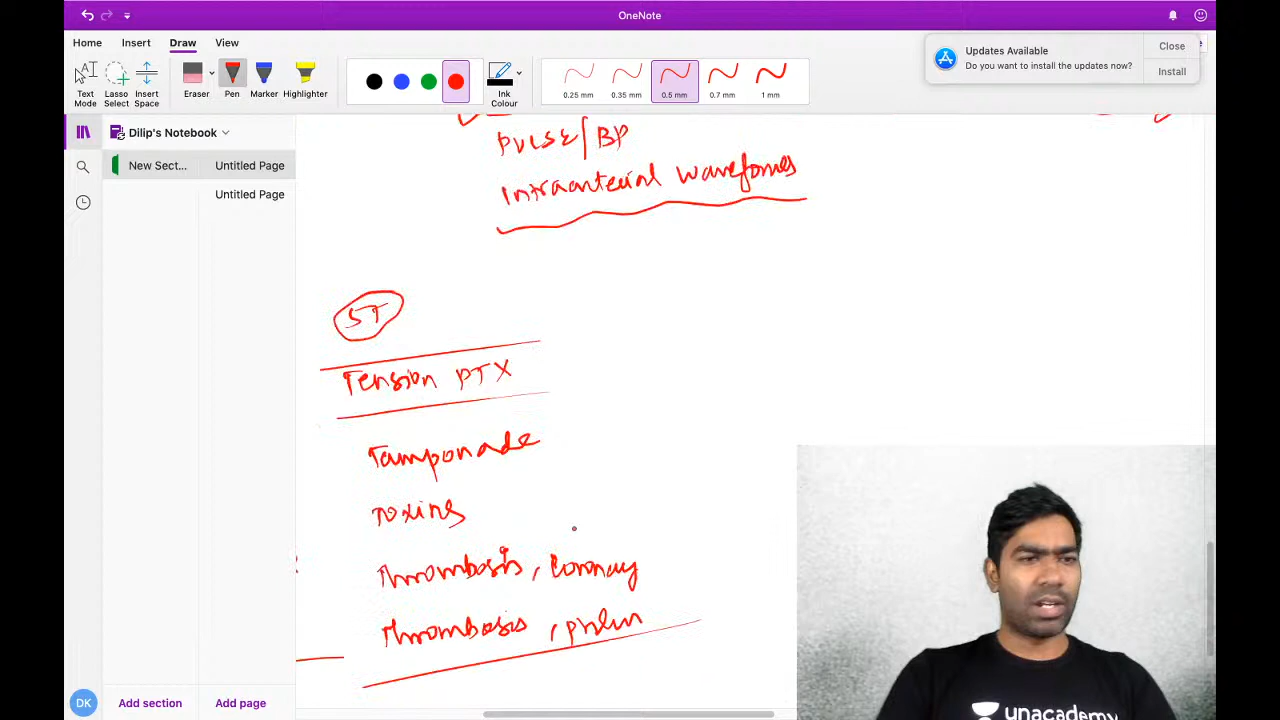 OneNote
Home Insert Draw View
Updates Available
Do you want to install the updates now?
Close
Install
Text Mode
Lasso Select
Insert Space
Eraser
Pen
Marker
Highlighter
Ink Colour
0.25 mm
0.35 mm
0.5 mm
0.7 mm
1 mm
Dilip's Notebook
New Sect...
Untitled Page
Untitled Page
Pulse/BP
Intraarterial waveforms
5T
Tension PTX
Tamponade
Toxins
Thrombosis, Coronary
Thrombosis,
DK
Add section
Add page
unacademy